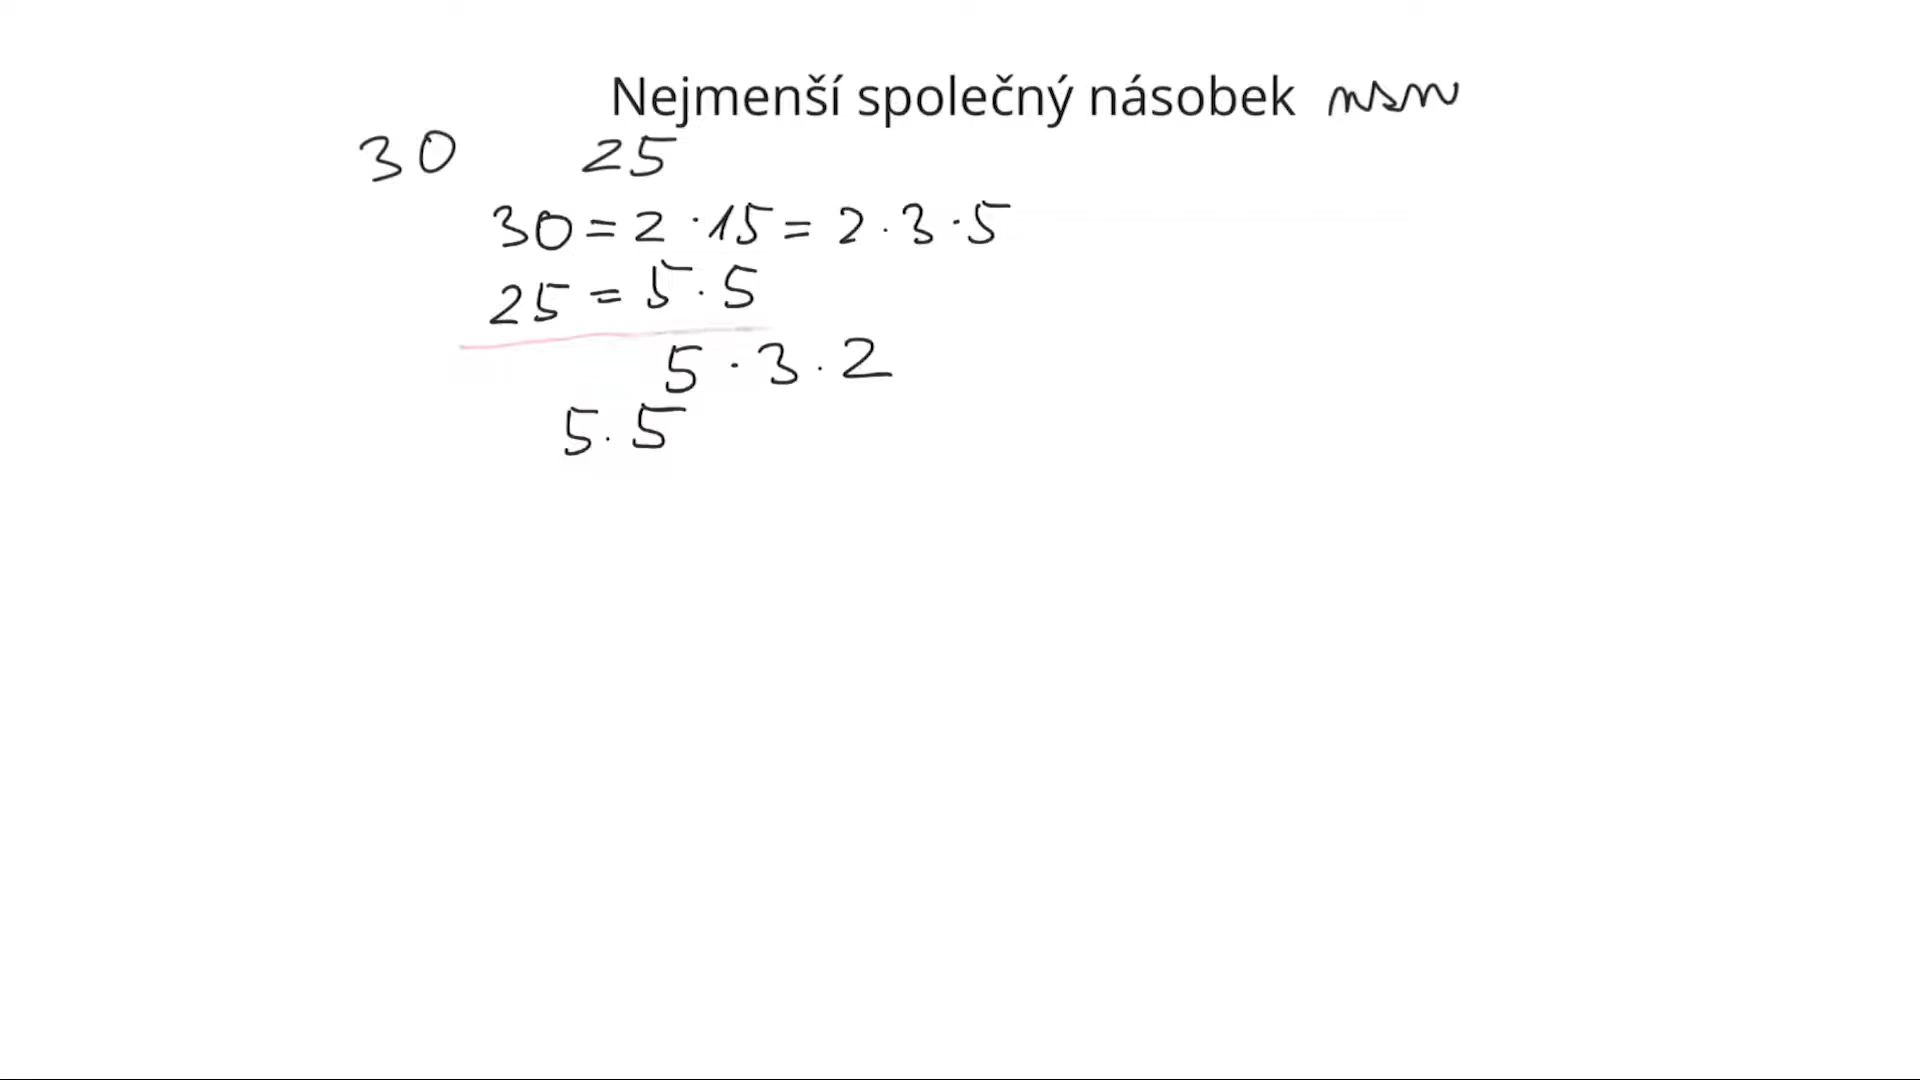 Nejmenší společný násobek nsn
30 25
30 = 2 · 15 = 2 · 3 · 5
25 = 5 · 5
5 · 3 · 2
5 · 5